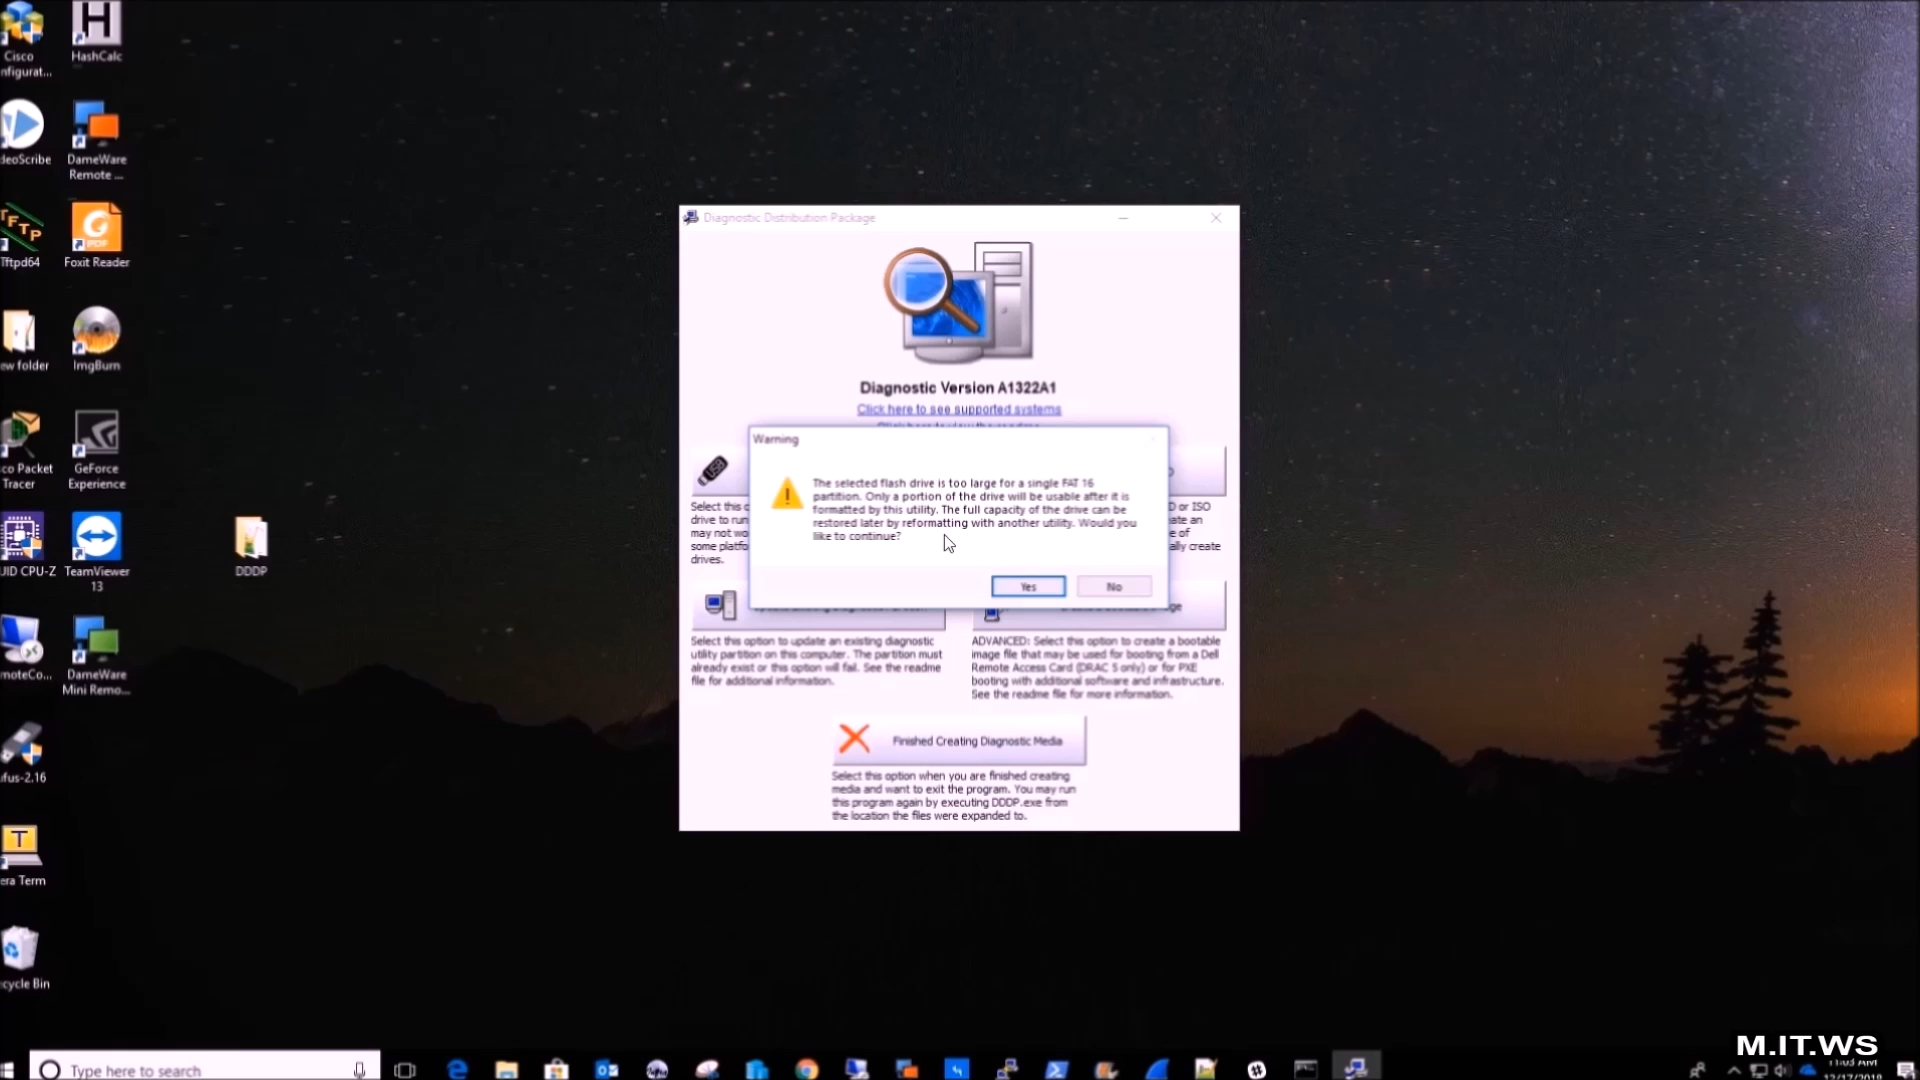 Cisco
nfigurat...
HashCalc
deoScribe
DameWare
Remote ...
Tftpd64
Foxit Reader
ew folder
ImgBurn
co Packet
Tracer
GeForce
Experience
UID CPU-Z
TeamViewer
13
DDDP
moteCo...
DameWare
Mini Remo...
ufus-2.16
era Term
ecycle Bin
Diagnostic Distribution Package
Diagnostic Version A1322A1
Click here to see supported systems
Warning
The selected flash drive is too large for a single FAT 16
partition. Only a portion of the drive will be usable after it is
formatted by this utility. The full capacity of the drive can be
restored later by reformatting with another utility. Would you
like to continue?
Yes
No
Select this
drive to run
may not wo
some platfo
drives.
D or ISO
ate an
e of
ally create
Select this option to update an existing diagnostic
utility partition on this computer. The partition must
already exist or this option will fail. See the readme
file for additional information.
ADVANCED: Select this option to create a bootable
image file that may be used for booting from a Dell
Remote Access Card (DRAC 5 only) or for PXE
booting with additional software and infrastructure.
See the readme file for more information.
Finished Creating Diagnostic Media
Select this option when you are finished creating
media and want to exit the program. You may run
this program again by executing DDDP.exe from
the location the files were expanded to.
Type here to search
M.IT.WS